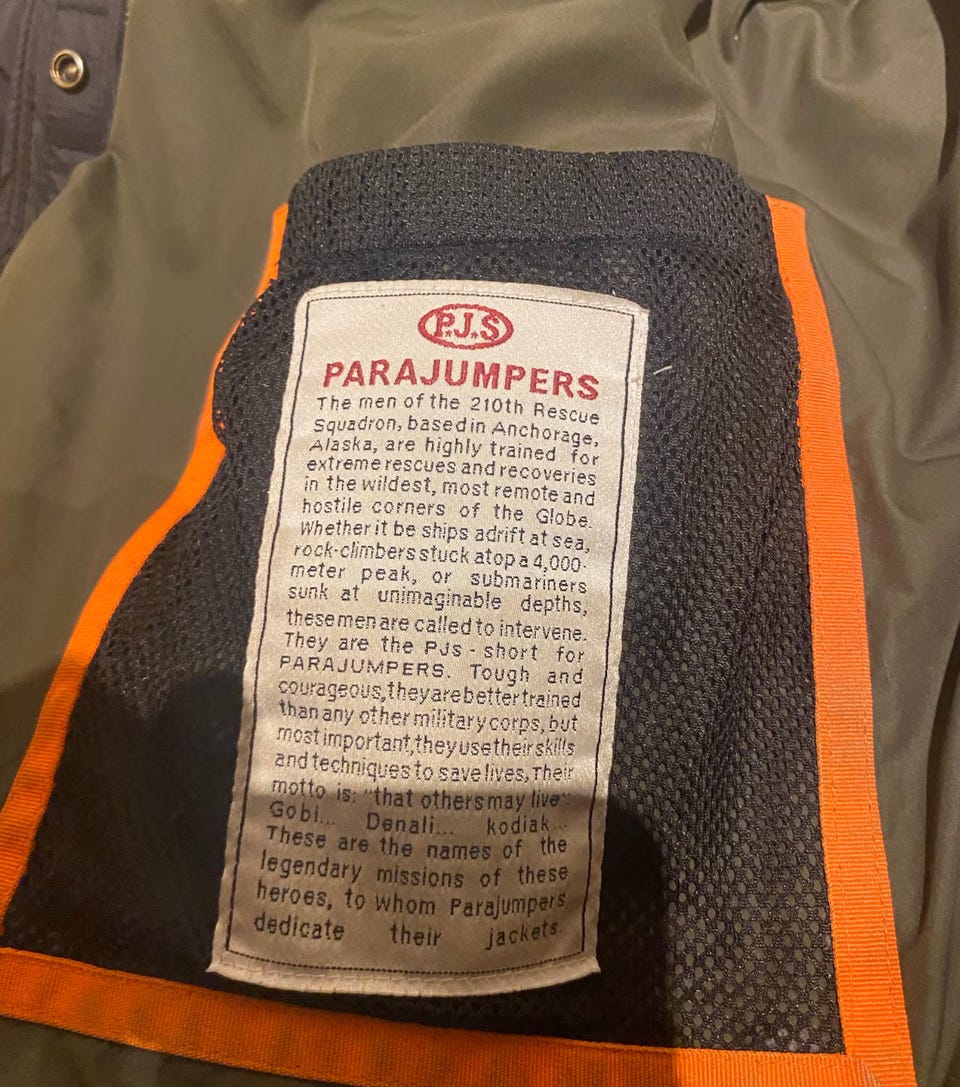 P.J.S
PARAJUMPERS
The men of the 210th Rescue
Squadron, based in Anchorage,
Alaska, are highly trained for
extreme rescues and recoveries
in the wildest, most remote and
hostile corners of the Globe.
Whether it be ships adrift at sea,
rock-climbers stuck atop a 4,000-
meter peak, or submariners
sunk at unimaginable depths,
these men are called to intervene.
They are the PJs - short for
PARAJUMPERS. Tough and
courageous, they are better trained
than any other military corps, but
most important, they use their skills
and techniques to save lives, Their
motto is: "that others may live".
Gobi... Denali... kodiak...
These are the names of the
legendary missions of these
heroes, to whom Parajumpers
dedicate their jackets.